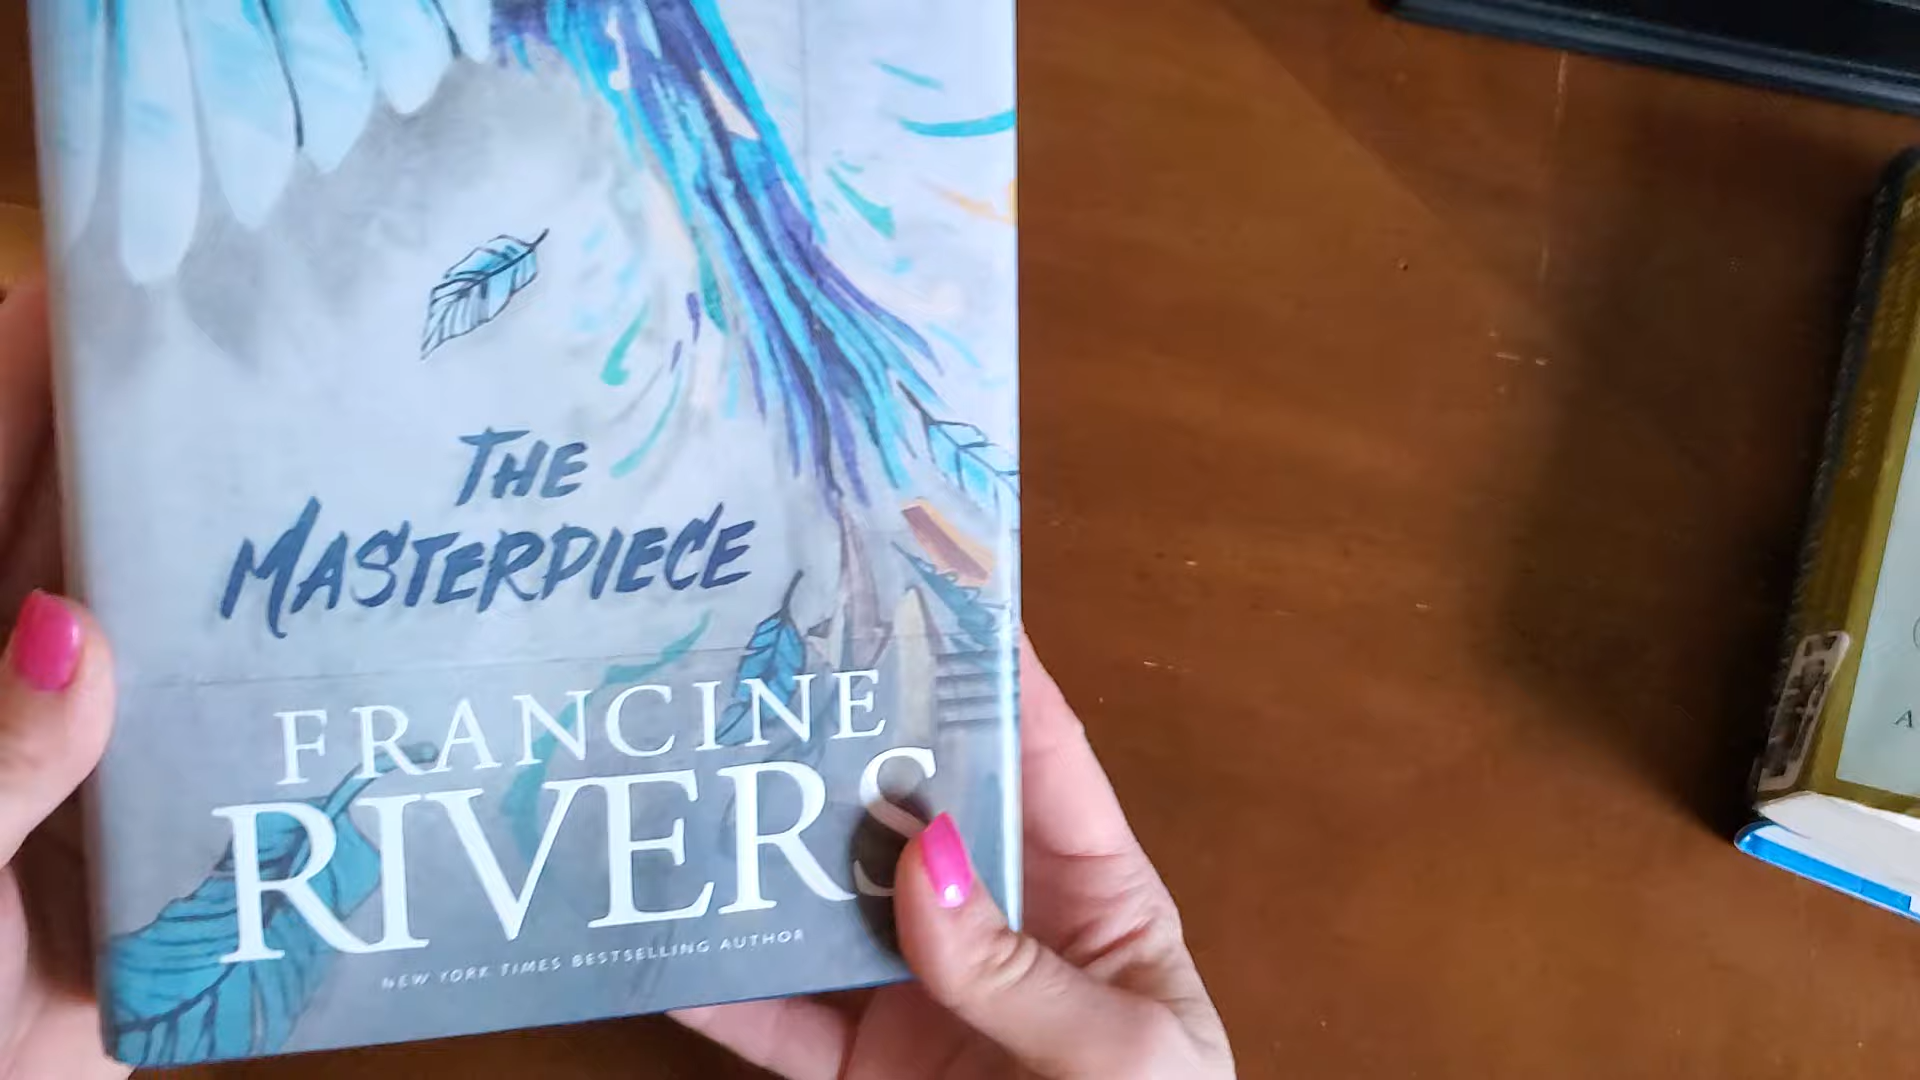 THE
MASTERPIECE
FRANCINE
RIVERS
NEW YORK TIMES BESTSELLING AUTHOR